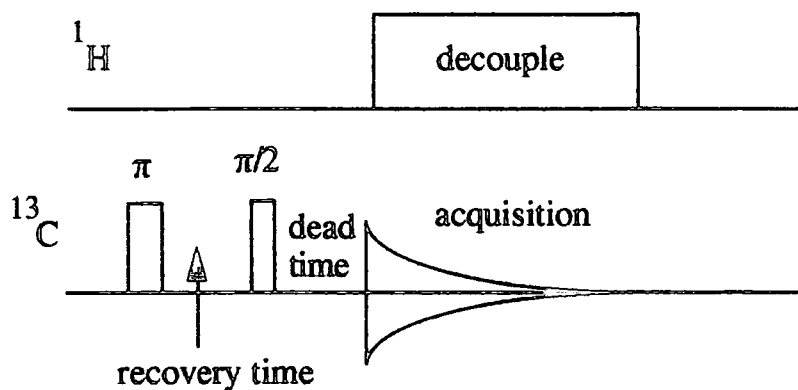 ¹H
decouple
π
π/2
¹³C
dead
time
acquisition
recovery time